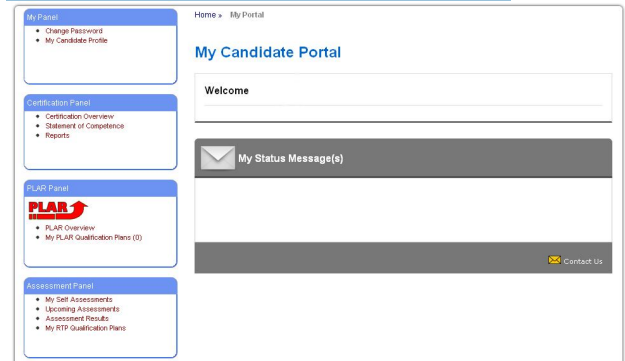 My Panel
Change Password
My Candidate Profile
Certification Panel
Certification Overview
Statement of Competence
Reports
PLAR Panel
PLAR
PLAR Overview
My PLAR Qualification Plans (0)
Assessment Panel
My Self Assessments
Upcoming Assessments
Assessment Results
My RTP Qualification Plans
Home » My Portal
My Candidate Portal
Welcome
My Status Message(s)
Contact Us